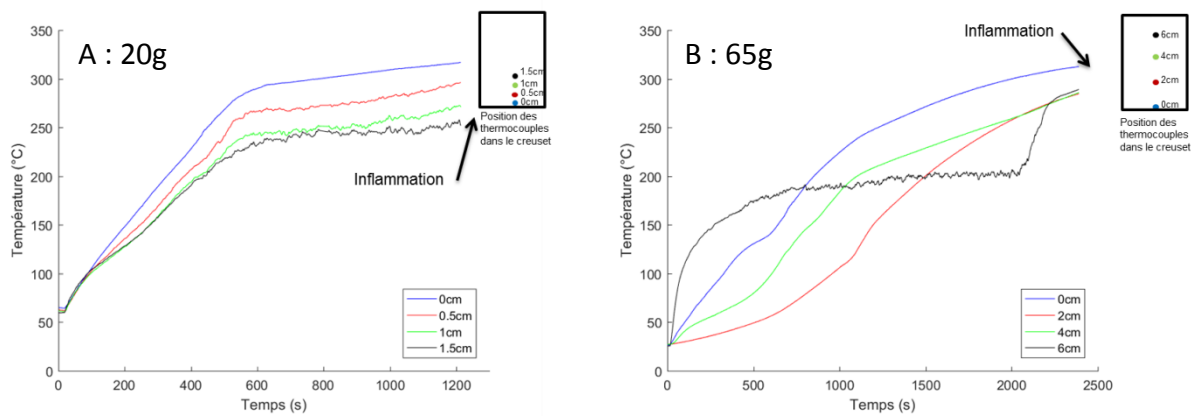 A : 20g
Température (°C)
350
300
250
200
150
100
50
0
0
200
400
600
800
1000
1200
Temps (s)
0cm
0.5cm
1cm
1.5cm
Inflammation
1.5cm
1cm
0.5cm
0cm
Position des
thermocouples
dans le creuset
B : 65g
Température (°C)
350
300
250
200
150
100
50
0
0
500
1000
1500
2000
2500
Temps (s)
0cm
2cm
4cm
6cm
Inflammation
6cm
4cm
2cm
0cm
Position des
thermocouples
dans le creuset